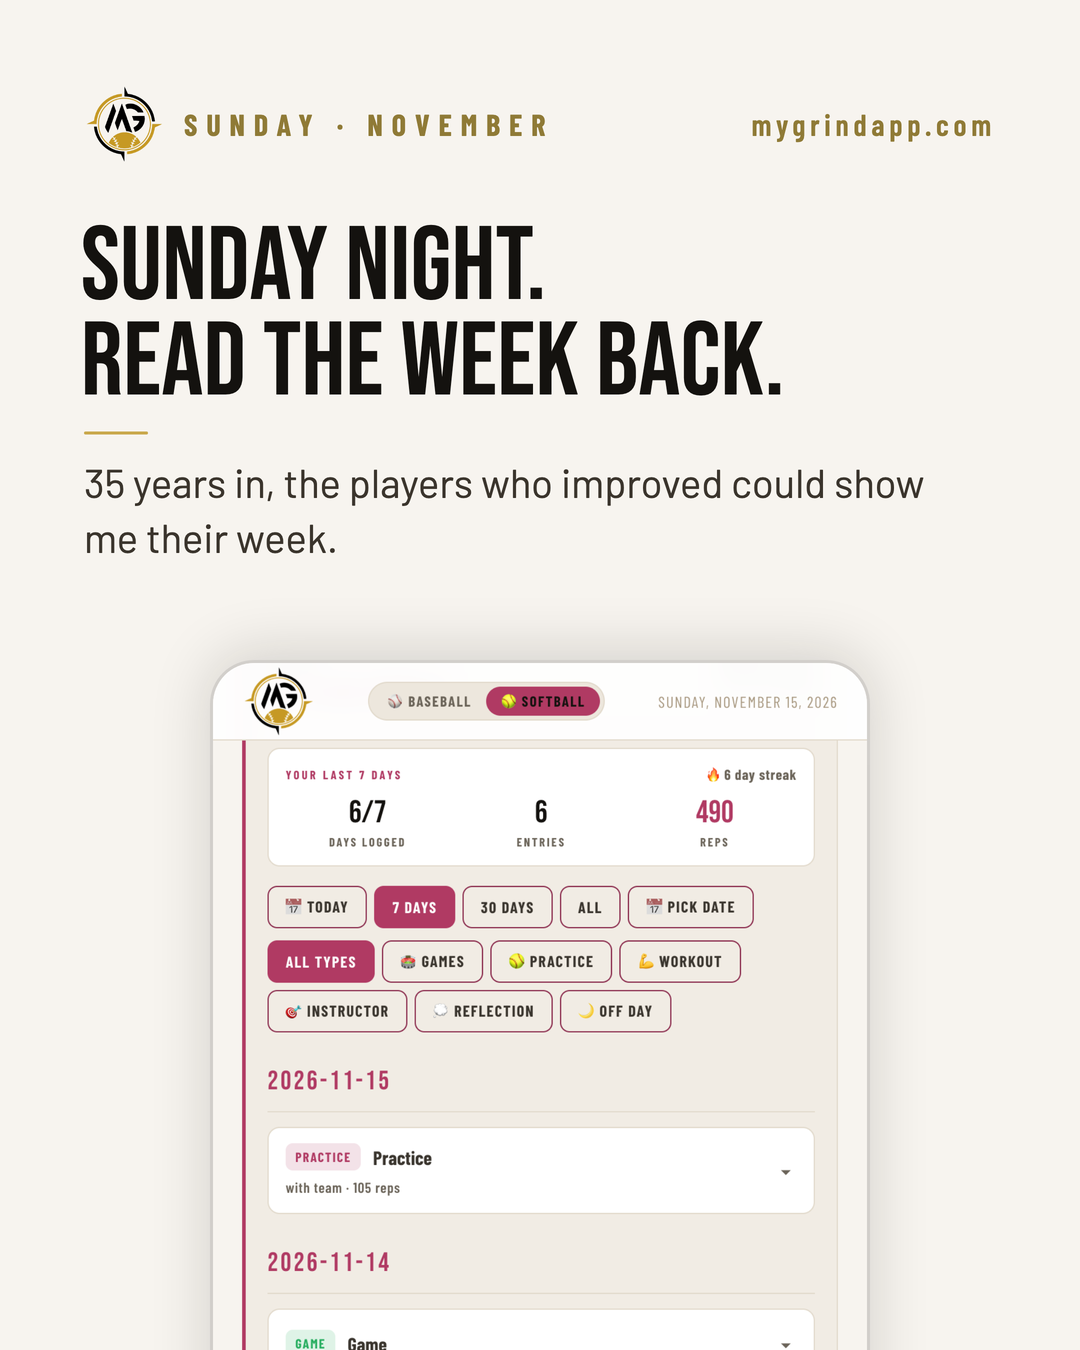 MG
SUNDAY · NOVEMBER
mygrindapp.com
SUNDAY NIGHT.
READ THE WEEK BACK.
35 years in, the players who improved could show
me their week.
MG
⚾ BASEBALL
🥎 SOFTBALL
SUNDAY, NOVEMBER 15, 2026
YOUR LAST 7 DAYS
🔥 6 day streak
6/7
6
490
DAYS LOGGED
ENTRIES
REPS
📅 TODAY
7 DAYS
30 DAYS
ALL
📅 PICK DATE
ALL TYPES
🏟️ GAMES
🥎 PRACTICE
💪 WORKOUT
🎯 INSTRUCTOR
💭 REFLECTION
🌙 OFF DAY
2026-11-15
PRACTICE Practice
with team · 105 reps
2026-11-14
GAME Game